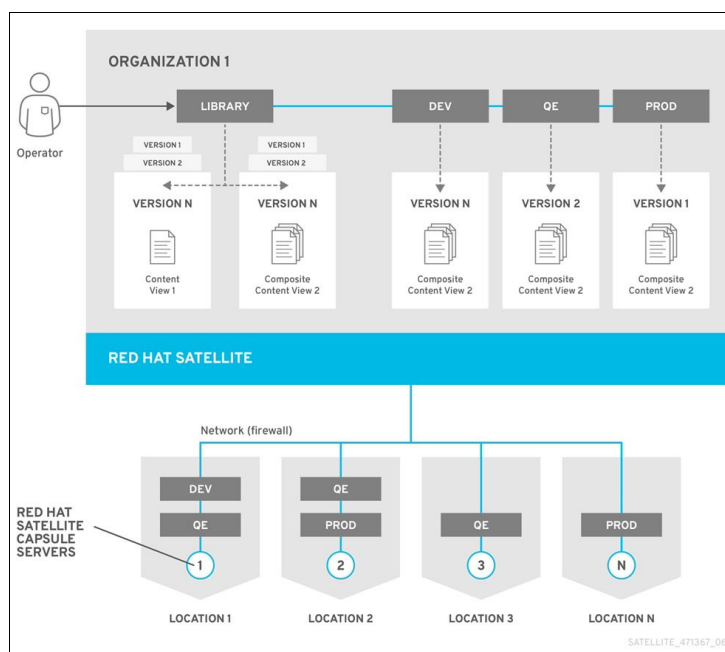 ORGANIZATION 1
Operator
LIBRARY
DEV
QE
PROD
VERSION 1
VERSION 2
VERSION 1
VERSION 2
VERSION N
VERSION N
VERSION N
VERSION 2
VERSION 1
Content
View 1
Composite
Content View 2
Composite
Content View 2
Composite
Content View 2
Composite
Content View 2
RED HAT SATELLITE
Network (firewall)
DEV
QE
QE
PROD
QE
PROD
RED HAT
SATELLITE
CAPSULE
SERVERS
1
2
3
N
LOCATION 1
LOCATION 2
LOCATION 3
LOCATION N
SATELLITE_471367_06